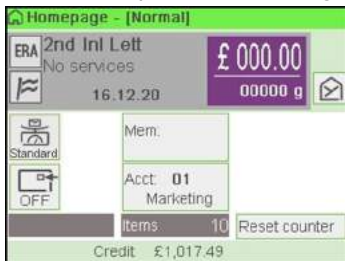 Homepage - [Normal]
ERA 2nd Inl Lett
No services
16.12.20
£ 000.00
00000 g
Standard
Mem:
OFF
Acct: 01
Marketing
Items 10
Reset counter
Credit £1,017.49